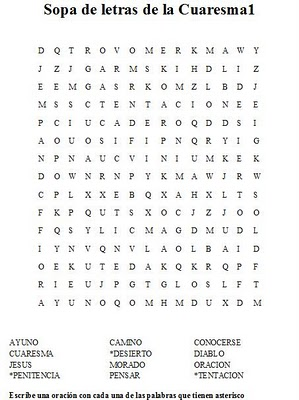 Sopa de letras de la Cuaresma1
D Q T R O V O M E R K M A W Y
J Z J G A R M S K I H D L I Z
E E M G A S R K O M Z L B D J
M S S C T E N T A C I O N E E
P C I U C A D E R O Q D D S I
A O U O S I F I P N Q R Y I G
N P N A U C V I N I U M K E K
D O W N R N P Y K M A W J R W
C P L X X E B Q X A H X L T S
F K P Q U T S X O C J Z J O O
F Q S Y L I C M A G D M U D L
I Y N V Q N V L A O L B A I D
O E K U T E D A K Q K R Q P F
R I E U J P G T G L O S L F T
A Y U N O Q O M H M D U X D M
AYUNO CAMINO CONOCERSE
CUARESMA *DESIERTO DIABLO
JESUS MORADO ORACION
*PENITENCIA PENSAR *TENTACION
Escribe una oración con cada una de las palabras que tienen asterisco